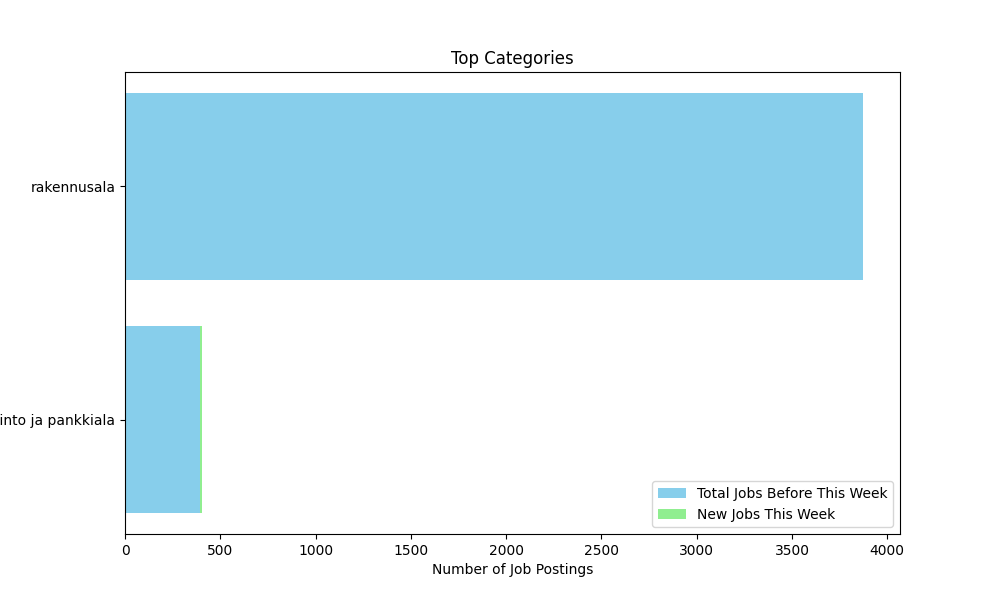 Top Categories
rakennusala
into ja pankkiala
Total Jobs Before This Week
New Jobs This Week
0 500 1000 1500 2000 2500 3000 3500 4000
Number of Job Postings